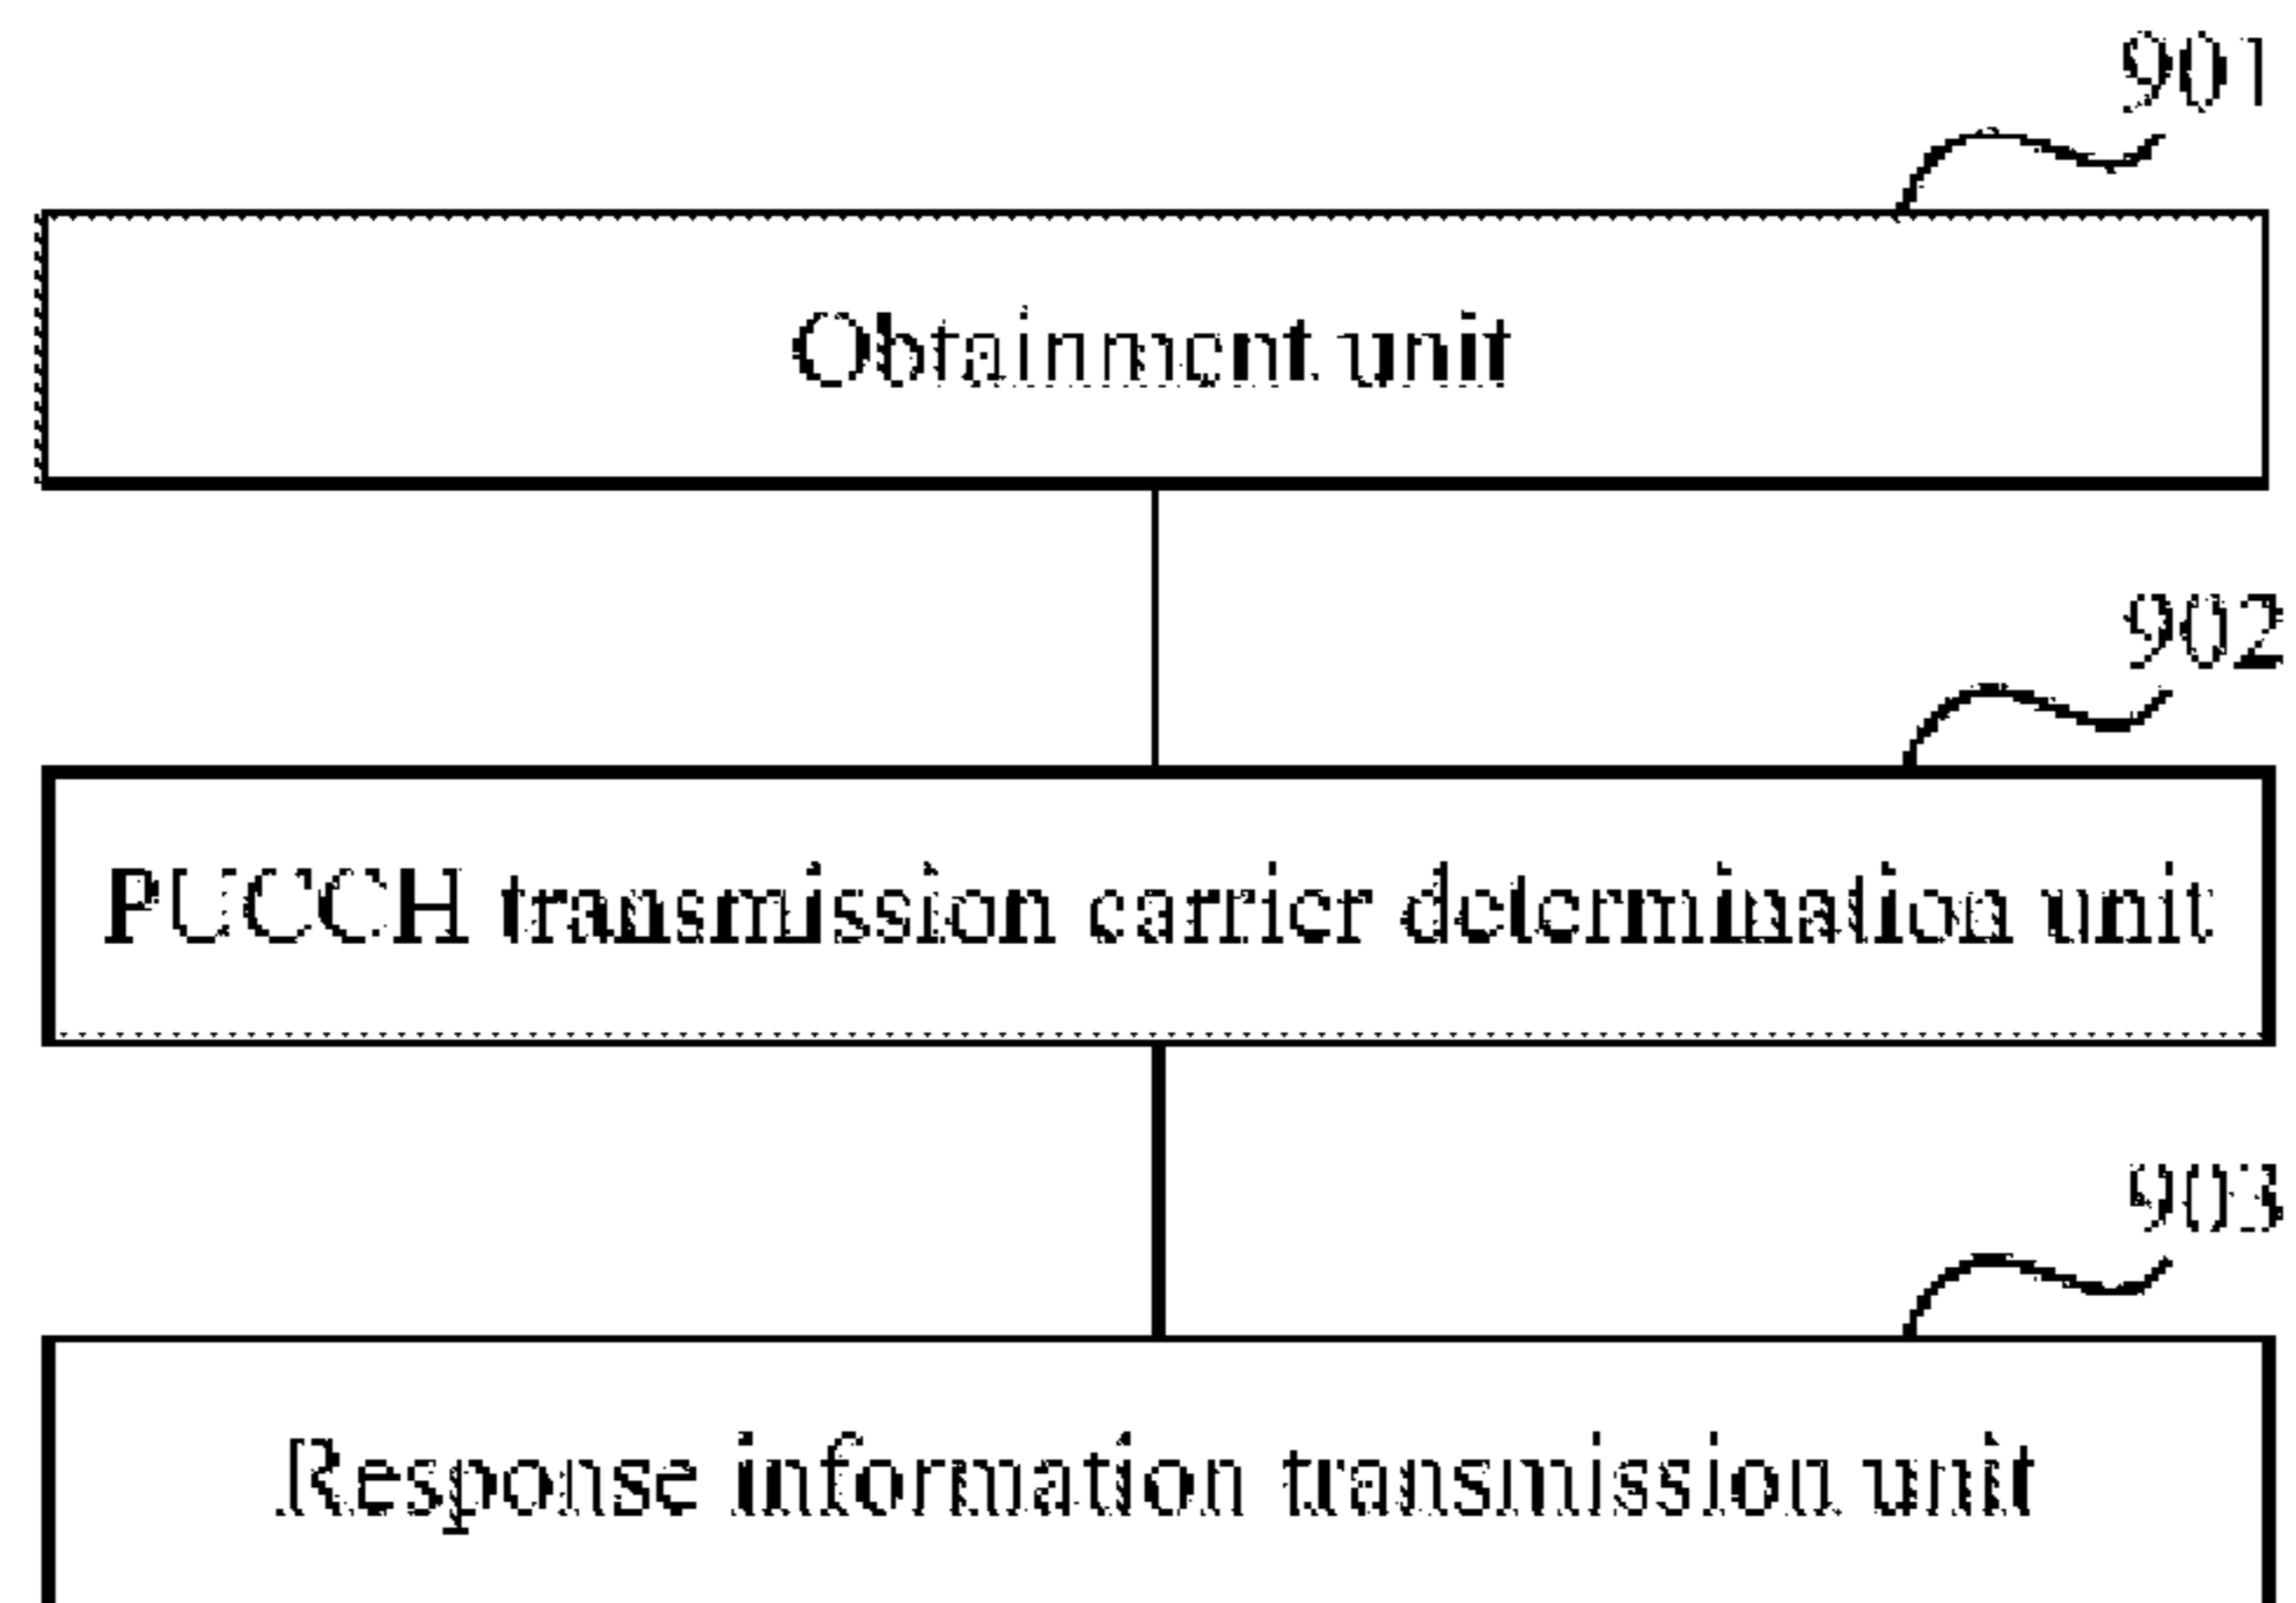 901
Obtainment unit
902
PUCCH transmission carrier determination unit
903
Response information transmission unit